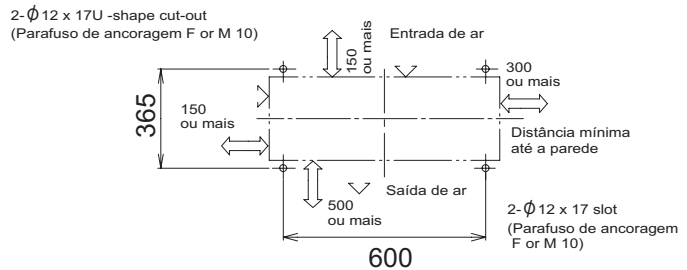 2-ϕ12 x 17U -shape cut-out
(Parafuso de ancoragem F or M 10)
150
ou mais
Entrada de ar
300
ou mais
365
150
ou mais
Distância mínima
até a parede
Saída de ar
500
ou mais
2-ϕ12 x 17 slot
(Parafuso de ancoragem
F or M 10)
600